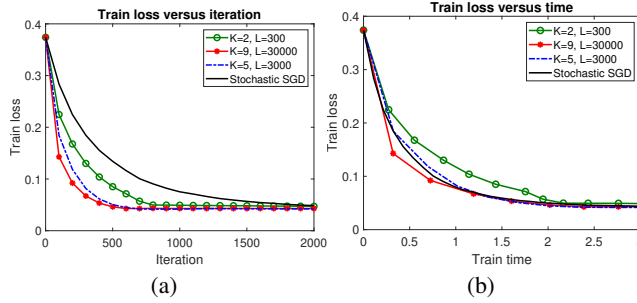 Train loss versus iteration
0.4
0.3
0.2
0.1
0
Train loss
K=2, L=300
K=9, L=30000
K=5, L=3000
Stochastic SGD
0
500
1000
1500
2000
Iteration
(a)
Train loss versus time
0.4
0.3
0.2
0.1
0
Train loss
K=2, L=300
K=9, L=30000
K=5, L=3000
Stochastic SGD
0
0.5
1
1.5
2
2.5
Train time
(b)